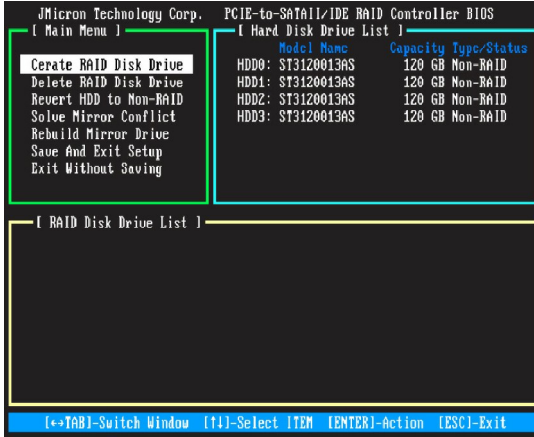 JMicron Technology Corp. PCIE-to-SATAII/IDE RAID Controller BIOS
[ Main Menu ]
Cerate RAID Disk Drive
Delete RAID Disk Drive
Revert HDD to Non-RAID
Solve Mirror Conflict
Rebuild Mirror Drive
Save And Exit Setup
Exit Without Saving
[ Hard Disk Drive List ]
Model Name Capacity Type/Status
HDD0: ST3120013AS 120 GB Non-RAID
HDD1: ST3120013AS 120 GB Non-RAID
HDD2: ST3120013AS 120 GB Non-RAID
HDD3: ST3120013AS 120 GB Non-RAID
[ RAID Disk Drive List ]
[↔TAB]-Switch Window [↑↓]-Select ITEM [ENTER]-Action [ESC]-Exit